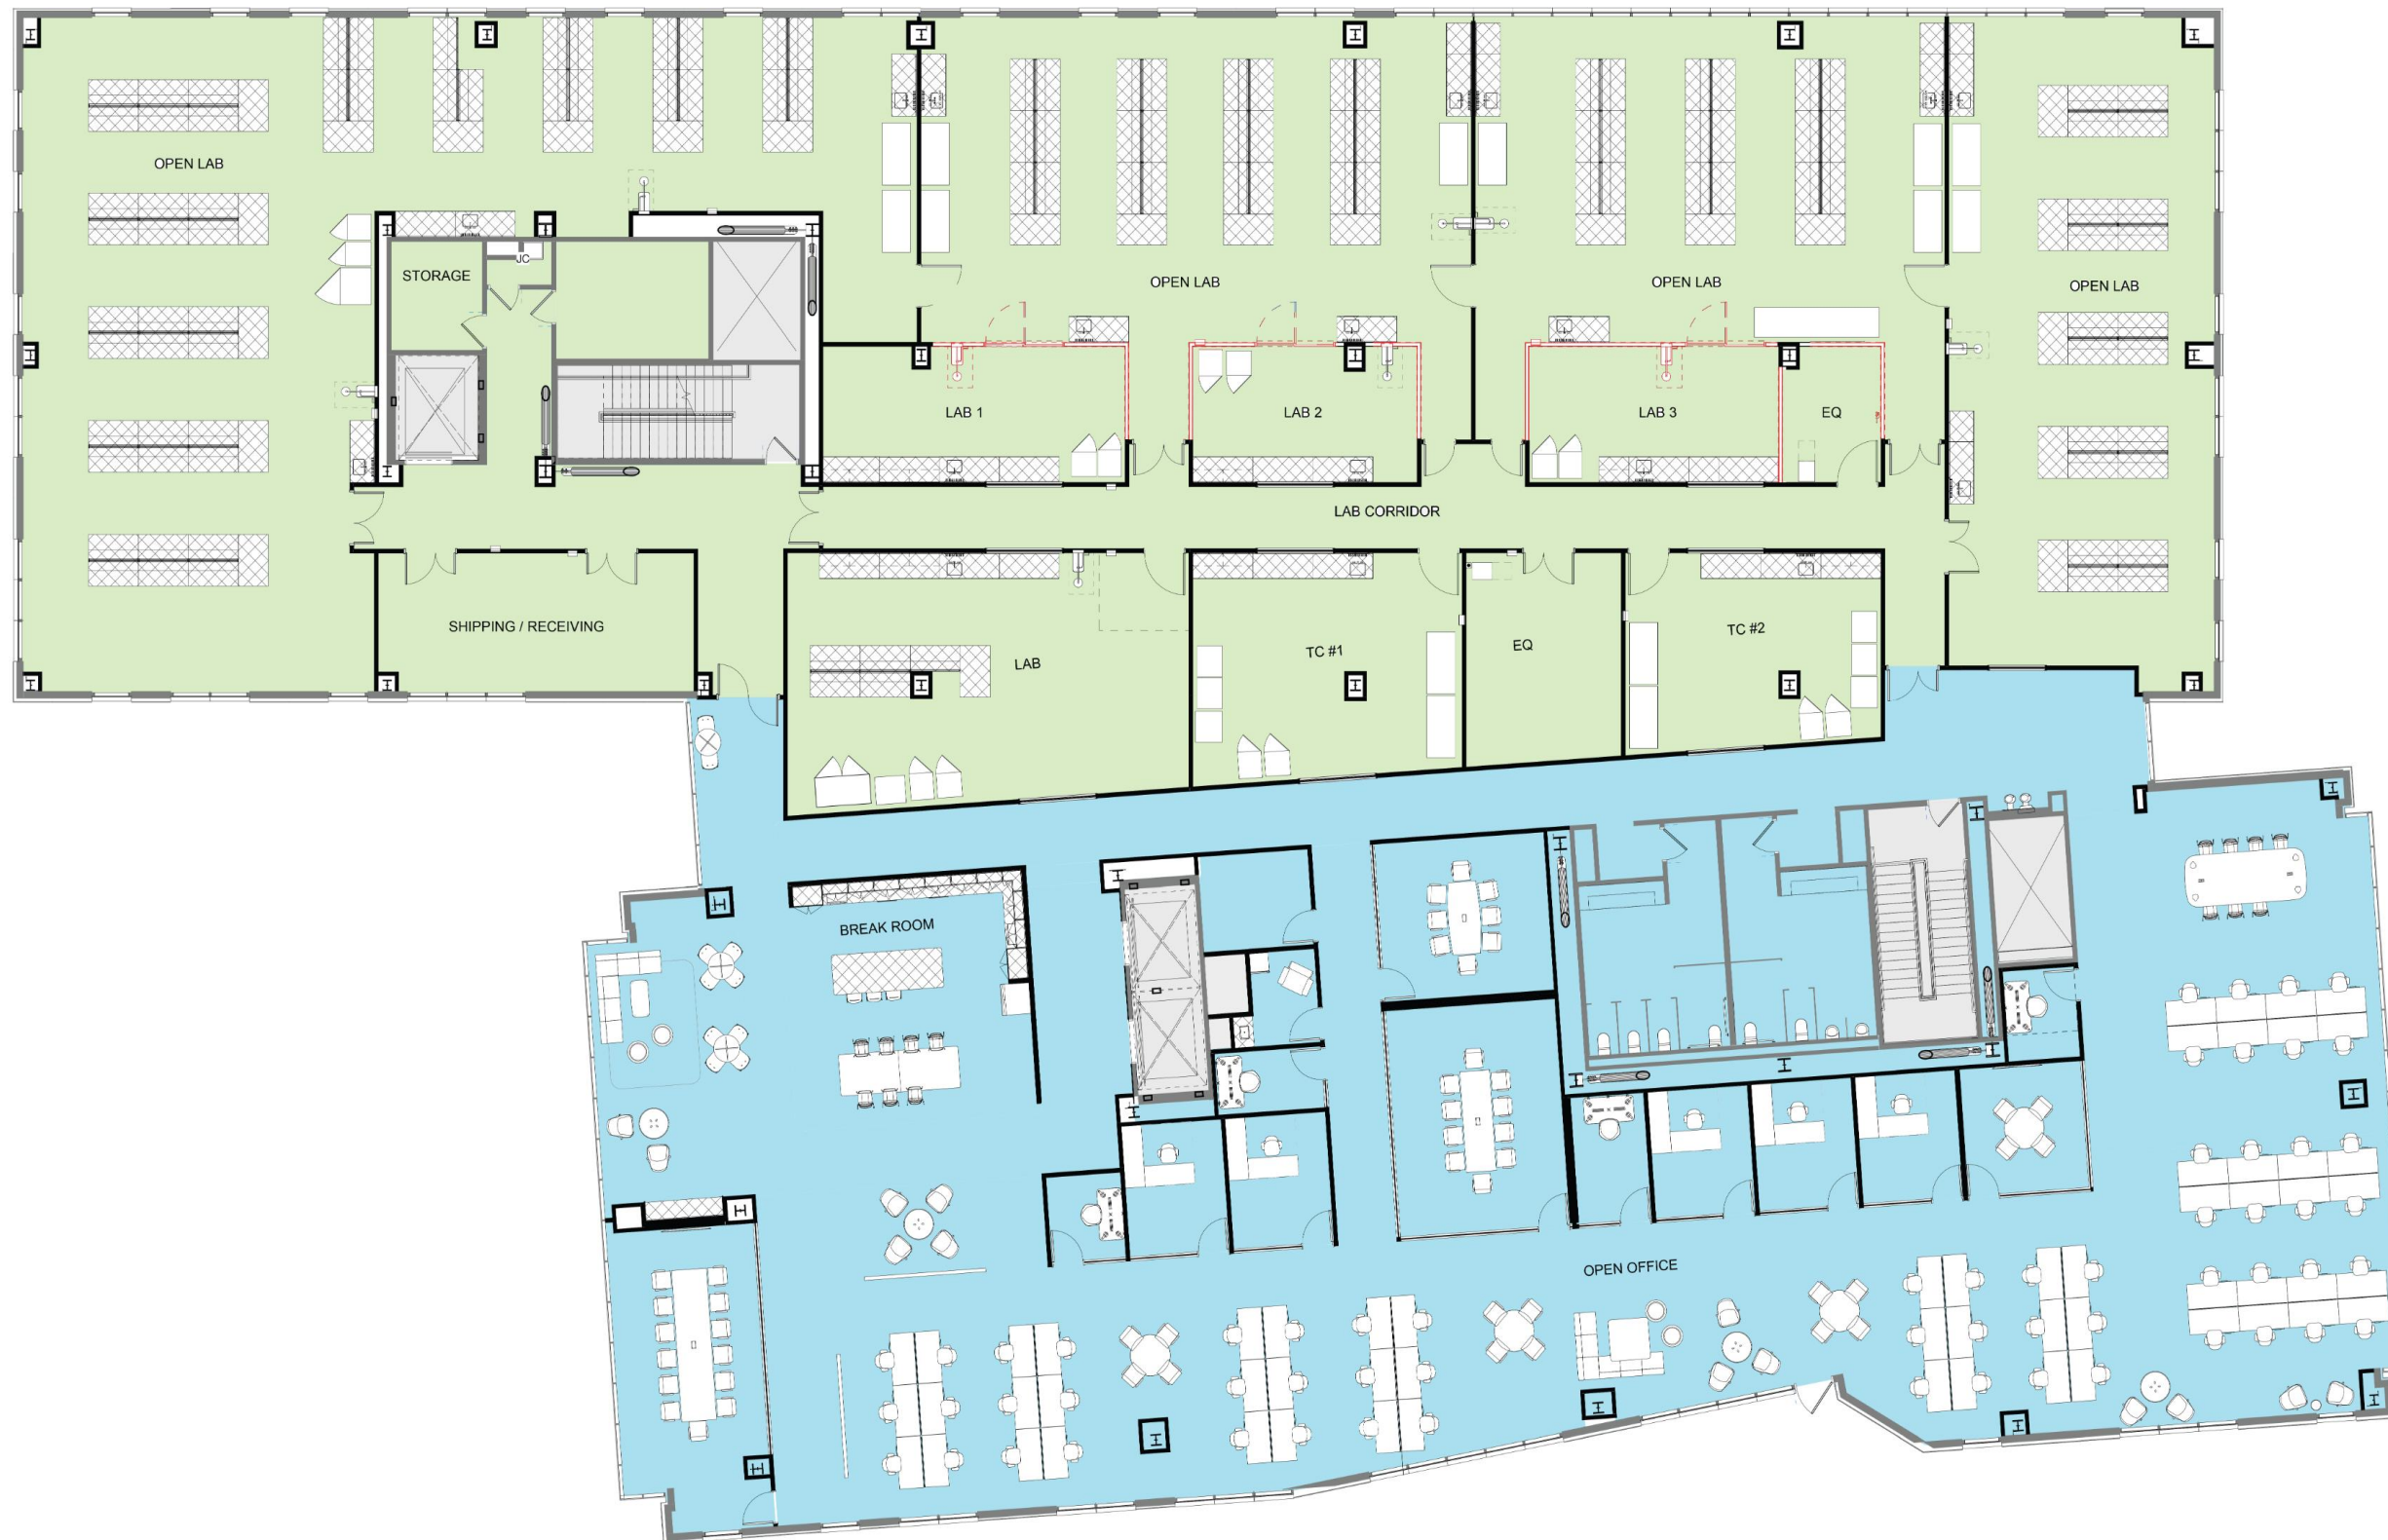 OPEN LAB
STORAGE
JC
OPEN LAB
OPEN LAB
OPEN LAB
LAB 1
LAB 2
LAB 3
EQ
LAB CORRIDOR
SHIPPING / RECEIVING
LAB
TC #1
EQ
TC #2
BREAK ROOM
OPEN OFFICE